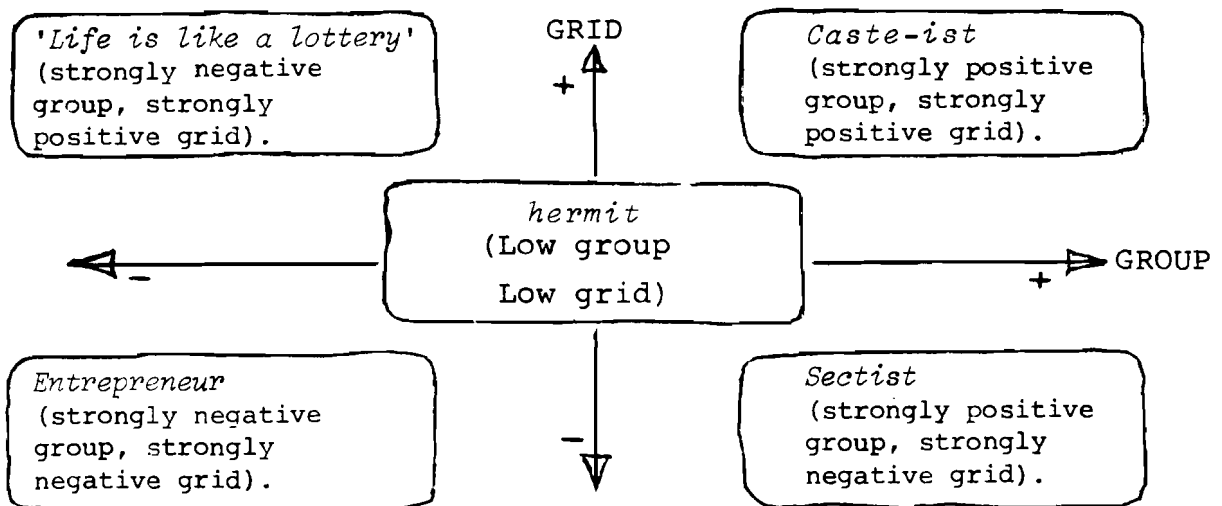 'Life is like a lottery'
(strongly negative
group, strongly
positive grid).
GRID
+
Caste-ist
(strongly positive
group, strongly
positive grid).
hermit
(Low group
Low grid)
-
+
GROUP
Entrepreneur
(strongly negative
group, strongly
negative grid).
-
Sectist
(strongly positive
group, strongly
negative grid).